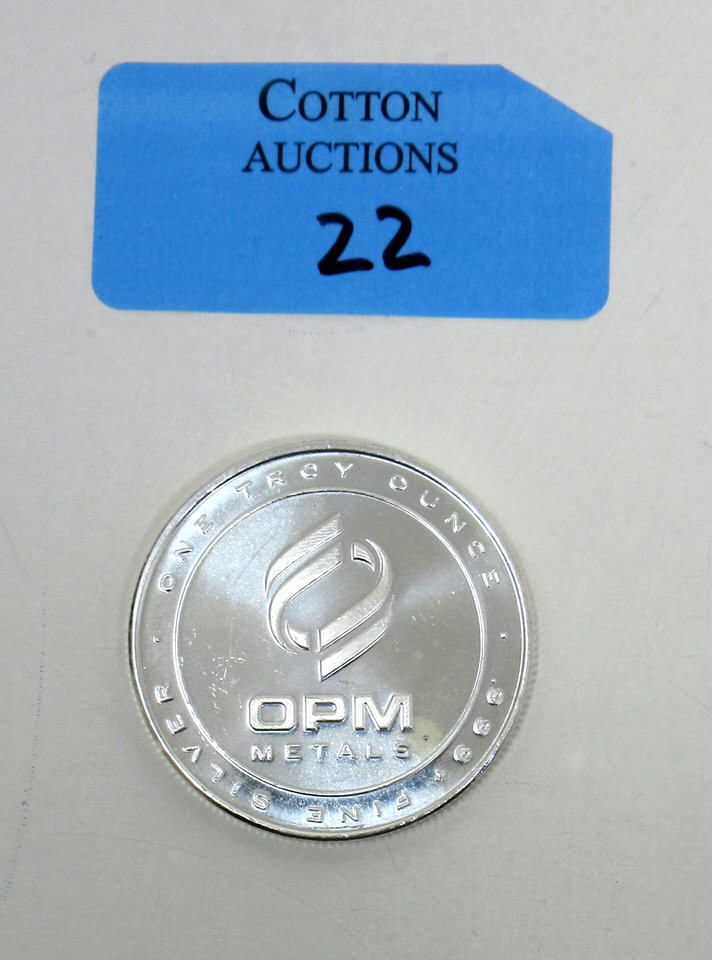 COTTON
AUCTIONS
22
· ONE TROY OUNCE ·
.999+ FINE SILVER
OPM
METALS